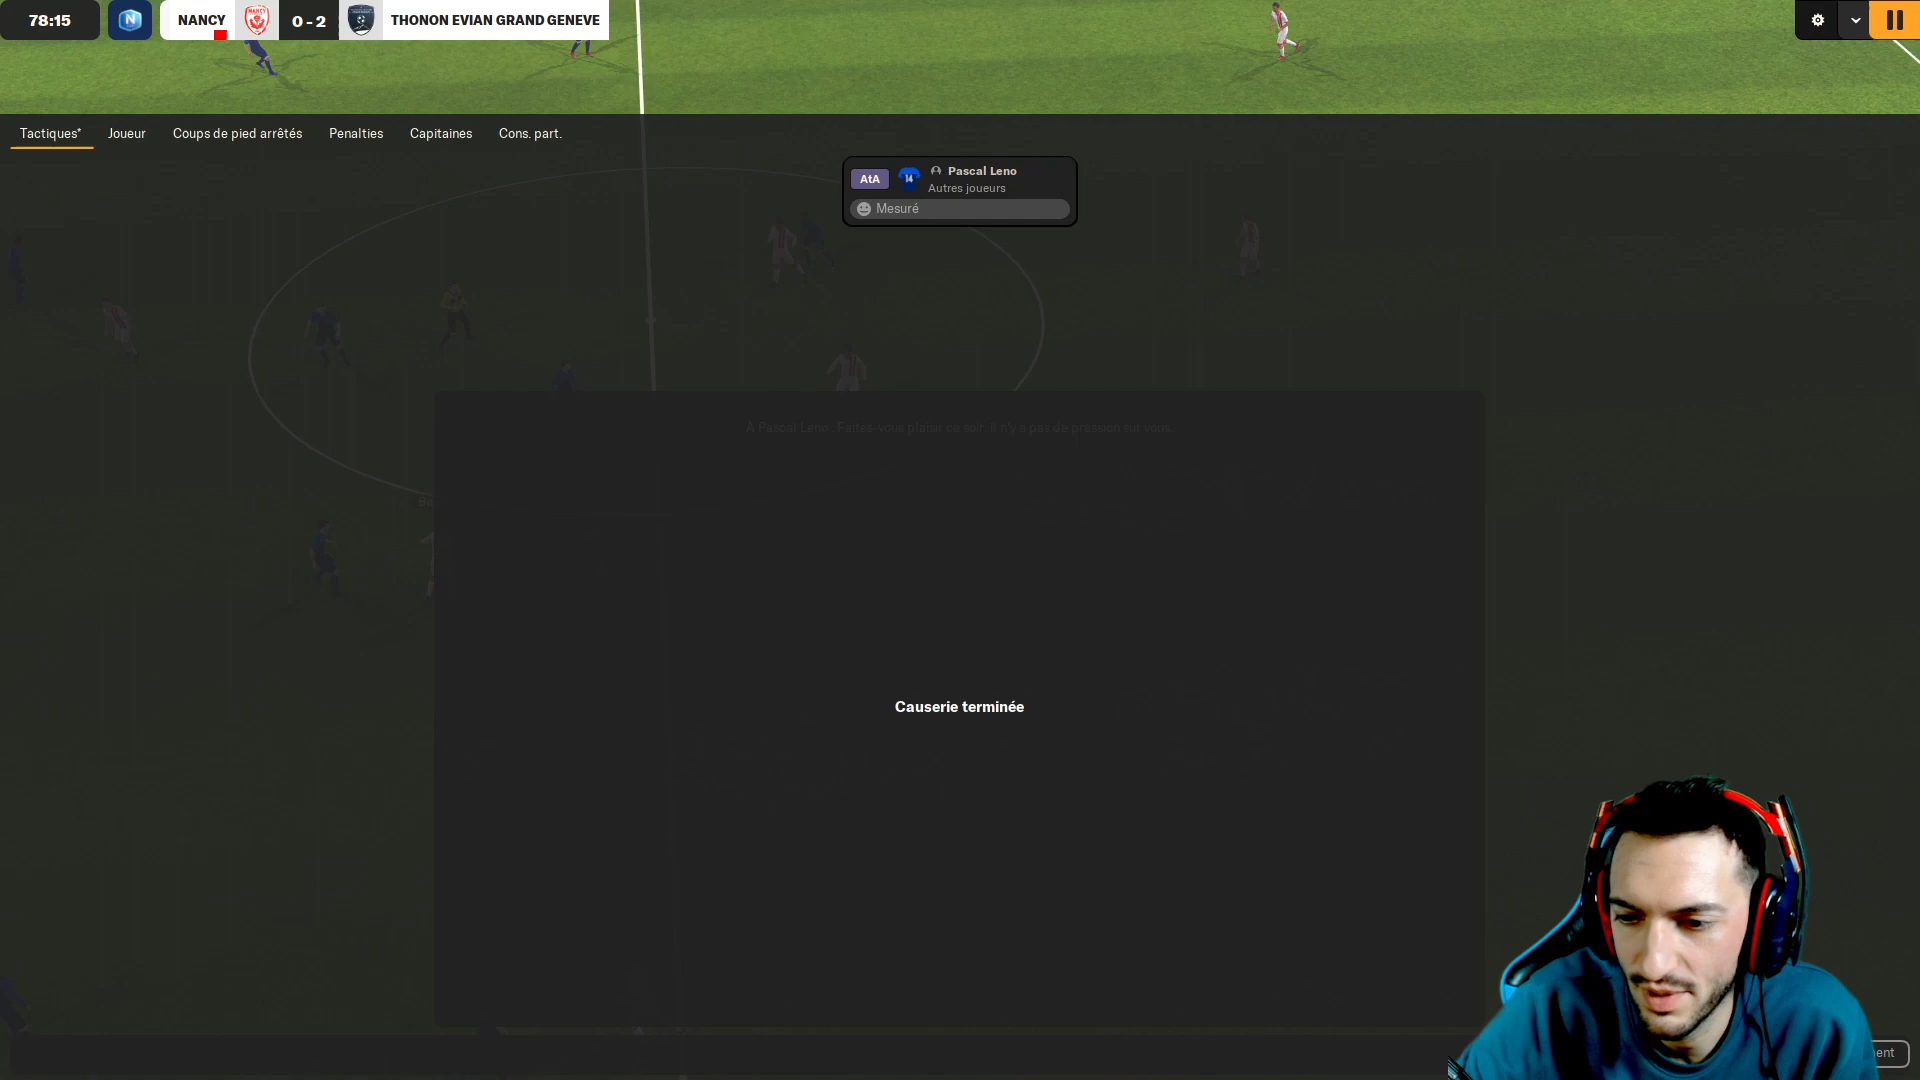 78:15
N
NANCY
NANCY
0 - 2
THONON EVIAN GRAND GENEVE
Tactiques*
Joueur
Coups de pied arrêtés
Penalties
Capitaines
Cons. part.
AtA
14
Pascal Leno
Autres joueurs
Mesuré
À Pascal Leno : Faites-vous plaisir ce soir, il n'y a pas de pression sur vous.
Causerie terminée
ent